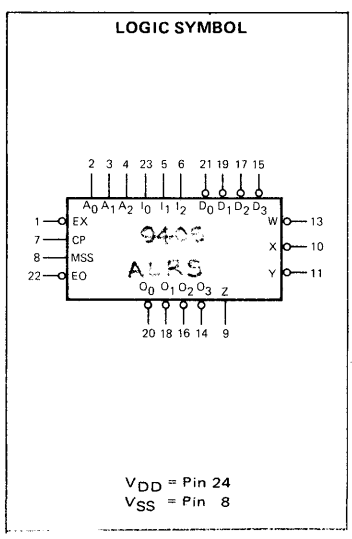 LOGIC SYMBOL
2 3 4 23 5 6 21 19 17 15
A0 A1 A2 I0 I1 I2 D0 D1 D2 D3
1 EX W 13
7 CP 9405 X 10
8 MSS ALRS
22 EO Y 11
O0 O1 O2 O3 Z
20 18 16 14 9
VDD = Pin 24
VSS = Pin 8